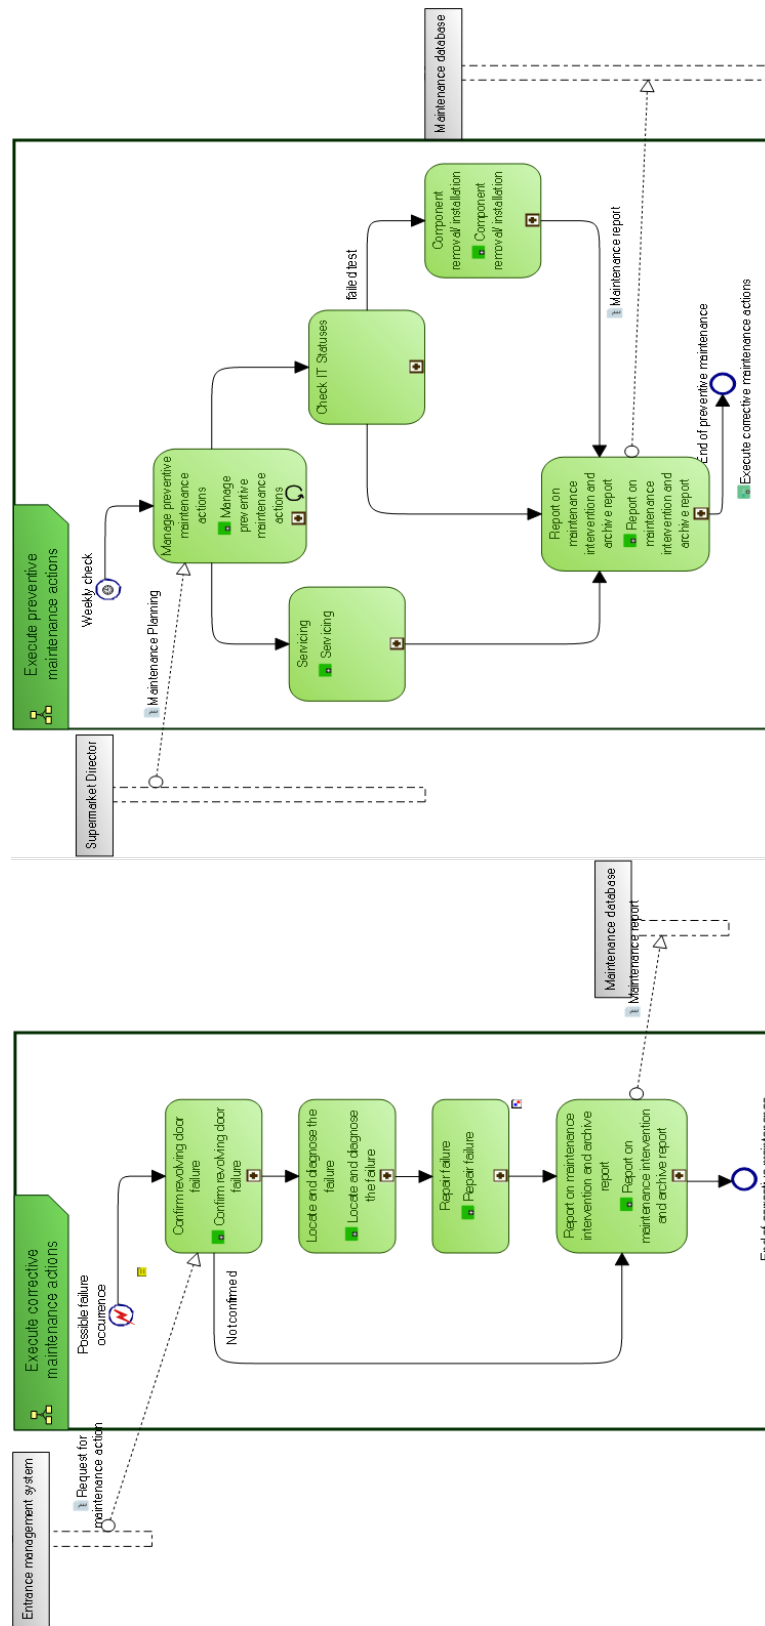 Execute preventive
maintenance actions
Weekly check
Maintenance Planning
Supermarket Director
Manage preventive
maintenance
actions
Manage
preventive
maintenance
actions
Servicing
Servicing
Check IT Statuses
failed test
Component
removal/ installation
Component
removal/ installation
Maintenance database
Maintenance report
Report on
maintenance
intervention and
archive report
Report on
maintenance
intervention and
archive report
End of preventive maintenance
Execute corrective maintenance actions
Execute corrective
maintenance actions
Entrance management system
Request for
maintenance action
Possible failure
occurrence
Confirm revolving door
failure
Confirm revolving door
failure
Not confirmed
Locate and diagnose the
failure
Locate and diagnose
the failure
Repair failure
Repair failure
Report on maintenance
intervention and archive
report
Report on
maintenance intervention
and archive report
Maintenance database
Maintenance report